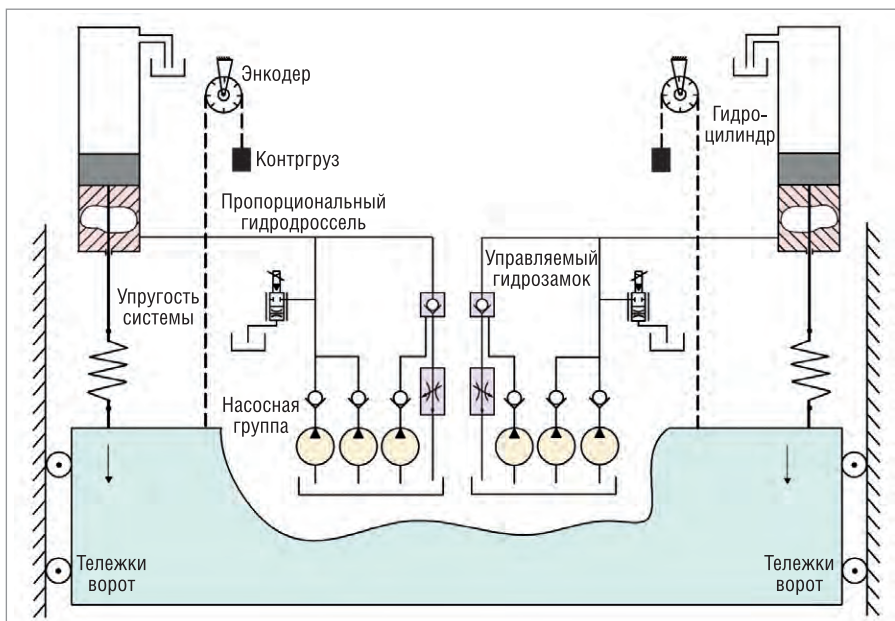 Энкодер
Контргруз
Гидро-
цилиндр
Пропорциональный
гидродроссель
Управляемый
гидрозамок
Упругость
системы
Насосная
группа
Тележки
ворот
Тележки
ворот